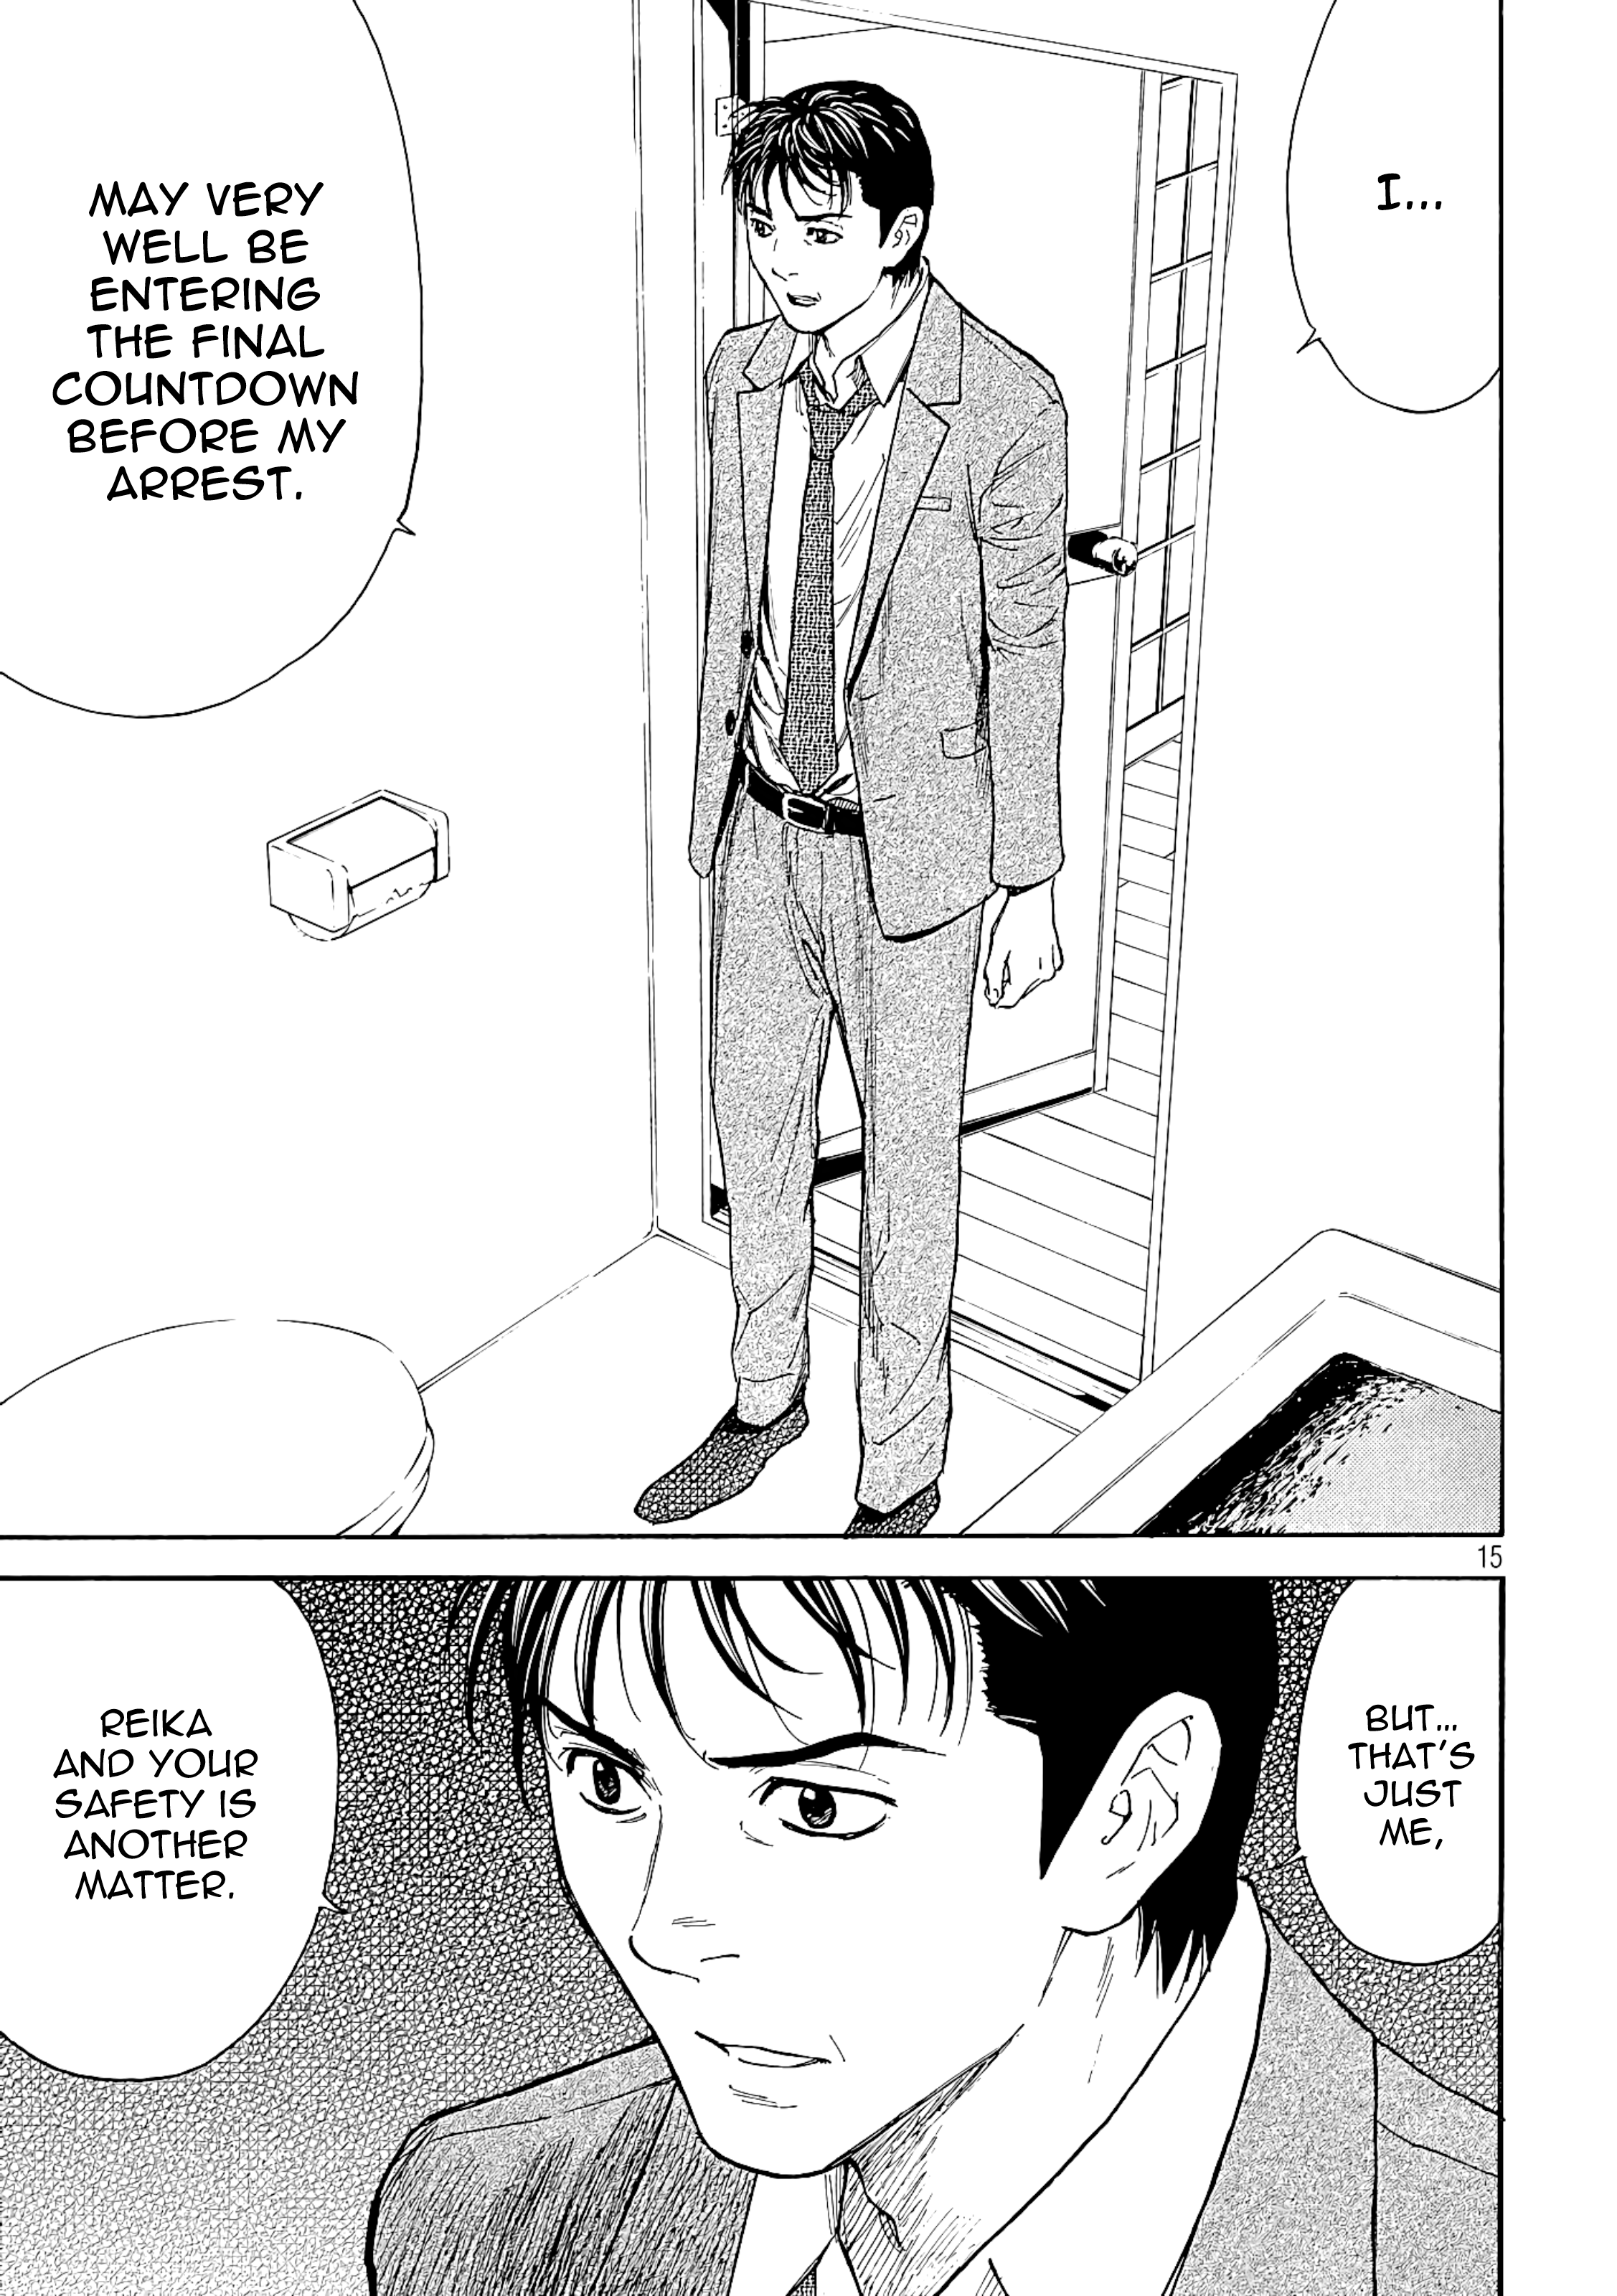 I...
MAY VERY
WELL BE
ENTERING
THE FINAL
COUNTDOWN
BEFORE MY
ARREST.
15
BUT...
THAT'S
JUST
ME,
REIKA
AND YOUR
SAFETY IS
ANOTHER
MATTER.